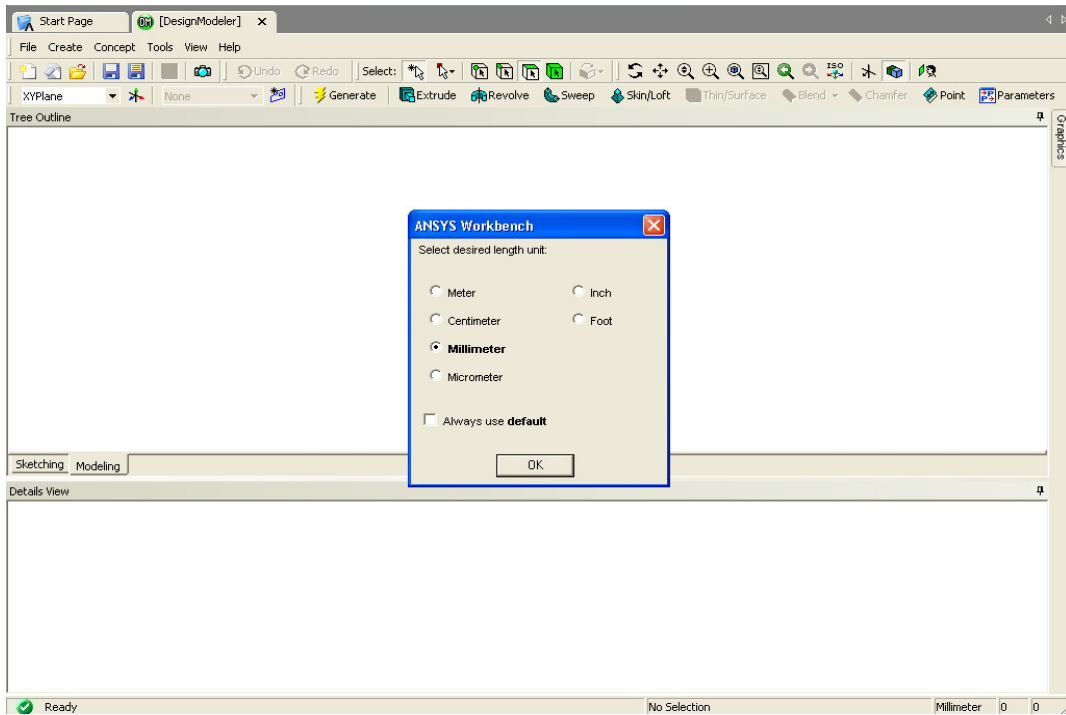 Start Page [DesignModeler]
File Create Concept Tools View Help
Undo Redo Select: ISO
XYPlane None Generate Extrude Revolve Sweep Skin/Loft Thin/Surface Blend Chamfer Point Parameters
Tree Outline
Graphics
ANSYS Workbench
Select desired length unit:
Meter Inch
Centimeter Foot
Millimeter
Micrometer
Always use default
OK
Sketching Modeling
Details View
Ready No Selection Millimeter 0 0